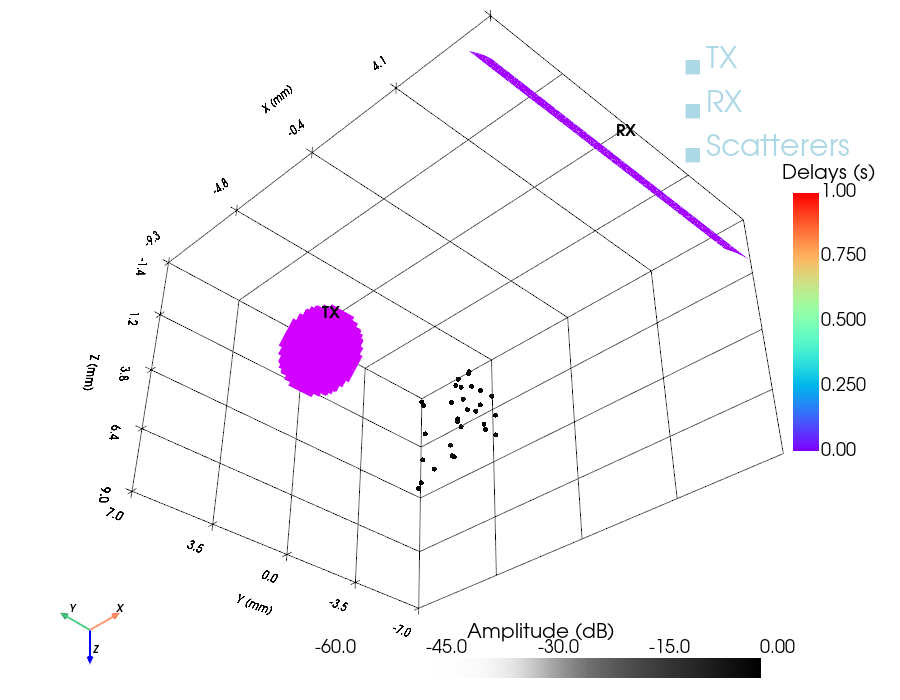 TX
RX
Scatterers
Delays (s)
1.00
0.750
0.500
0.250
0.00
X (mm)
4.1
-0.4
-4.8
-9.3
RX
-1.4
1.2
3.8
6.4
9.0
Z (mm)
TX
7.0
3.5
0.0
-3.5
-7.0
Y (mm)
Y
X
Z
Amplitude (dB)
-60.0 -45.0 -30.0 -15.0 0.00